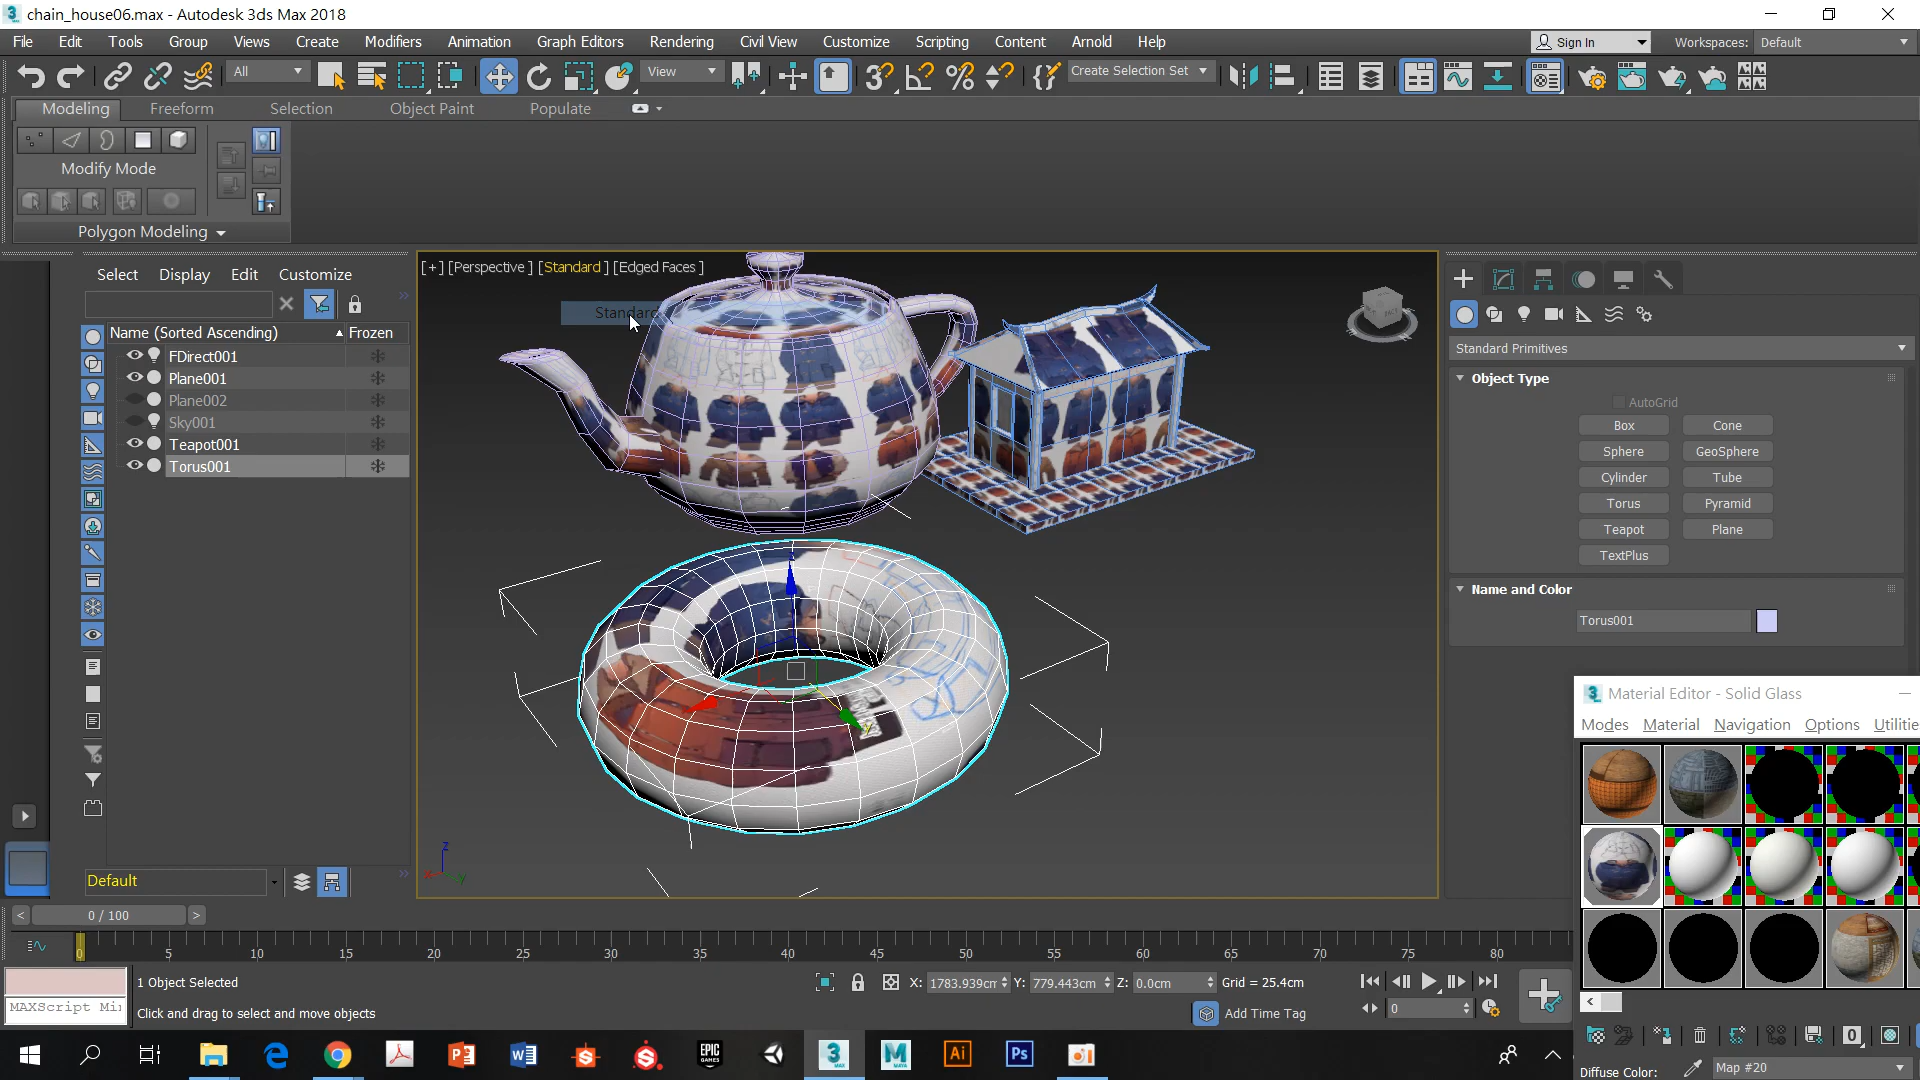 chain_house06.max - Autodesk 3ds Max 2018
File Edit Tools Group Views Create Modifiers Animation Graph Editors Rendering Civil View Customize Scripting Content Arnold Help
Sign In Workspaces: Default
All View Create Selection Set
Modeling Freeform Selection Object Paint Populate
Modify Mode
Polygon Modeling
Select Display Edit Customize
Name (Sorted Ascending) Frozen
FDirect001
Plane001
Plane002
Sky001
Teapot001
Torus001
Default
[+] [Perspective ] [Standard ] [Edged Faces ]
Standard
Standard Primitives
Object Type
AutoGrid
Box Cone
Sphere GeoSphere
Cylinder Tube
Torus Pyramid
Teapot Plane
TextPlus
Name and Color
Torus001
Material Editor - Solid Glass
Modes Material Navigation Options Utilitie
Diffuse Color: Map #20
0 / 100
0 5 10 15 20 25 30 35 40 45 50 55 60 65 70 75 80
1 Object Selected
X: 1783.939cm Y: 779.443cm Z: 0.0cm Grid = 25.4cm
MAXScript Mi
Click and drag to select and move objects
Add Time Tag
0